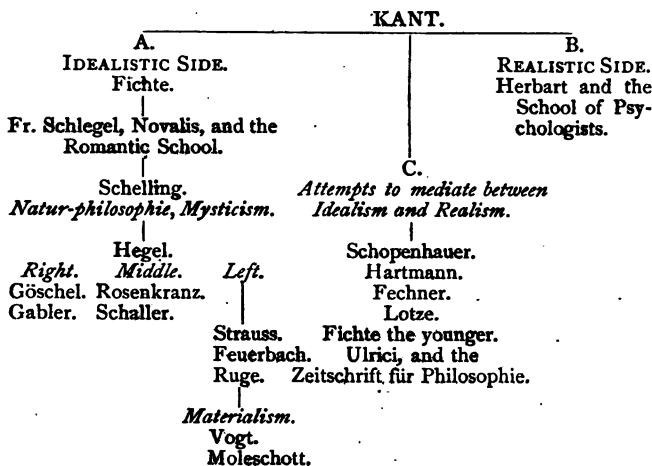 KANT.
A.
IDEALISTIC SIDE.
Fichte.
Fr. Schlegel, Novalis, and the
Romantic School.
Schelling.
Natur-philosophie, Mysticism.
Hegel.
Right. Middle. Left.
Göschel. Rosenkranz.
Gabler. Schaller.
Strauss.
Feuerbach.
Ruge.
Materialism.
Vogt.
Moleschott.
B.
REALISTIC SIDE.
Herbart and the
School of Psy-
chologists.
C.
Attempts to mediate between
Idealism and Realism.
Schopenhauer.
Hartmann.
Fechner.
Lotze.
Fichte the younger.
Ulrici, and the
Zeitschrift für Philosophie.